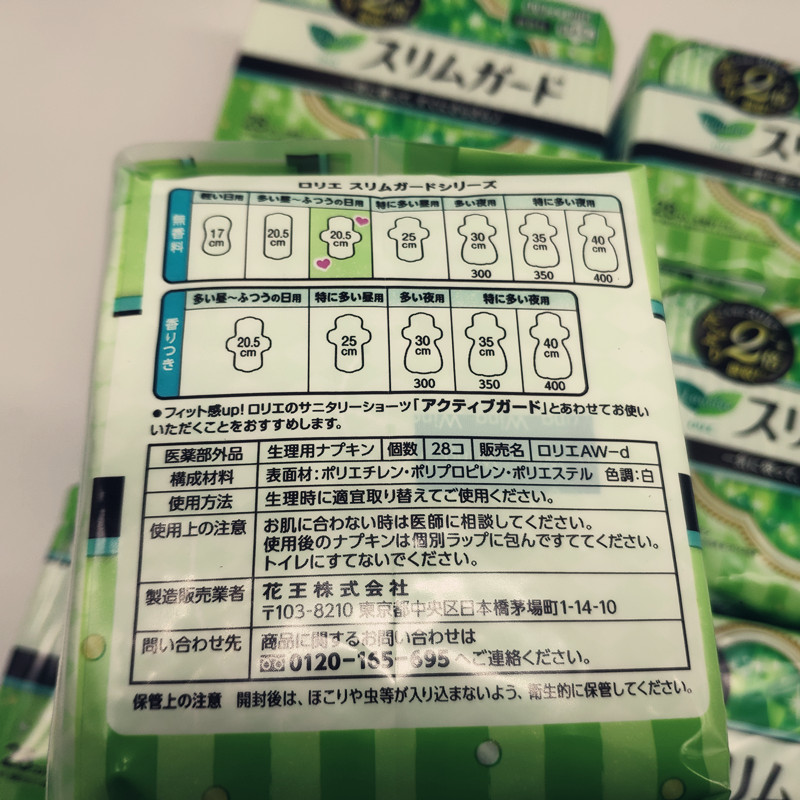 スリムガード
2倍
ロリエ スリムガードシリーズ
無香料
軽い日用 多い昼~ふつうの日用 特に多い昼用 多い夜用 特に多い夜用
17cm 20.5cm 20.5cm 25cm 30cm 35cm 40cm
300 350 400
香りつき
多い昼~ふつうの日用 特に多い昼用 多い夜用 特に多い夜用
20.5cm 25cm 30cm 35cm 40cm
300 350 400
●フィット感up! ロリエのサニタリーショーツ「アクティブガード」とあわせてお使い
いただくことをおすすめします。
医薬部外品 生理用ナプキン 個数 28コ 販売名 ロリエAW-d
構成材料 表面材:ポリエチレン・ポリプロピレン・ポリエステル 色調:白
使用方法 生理時に適宜取り替えてご使用ください。
使用上の注意 お肌に合わない時は医師に相談してください。
使用後のナプキンは個別ラップに包んですててください。
トイレにすてないでください。
製造販売業者 花王株式会社
〒103-8210 東京都中央区日本橋茅場町1-14-10
問い合わせ先 商品に関するお問い合わせは
0120-165-695 へご連絡ください。
保管上の注意 開封後は、ほこりや虫等が入り込まないよう、衛生的に保管してください。